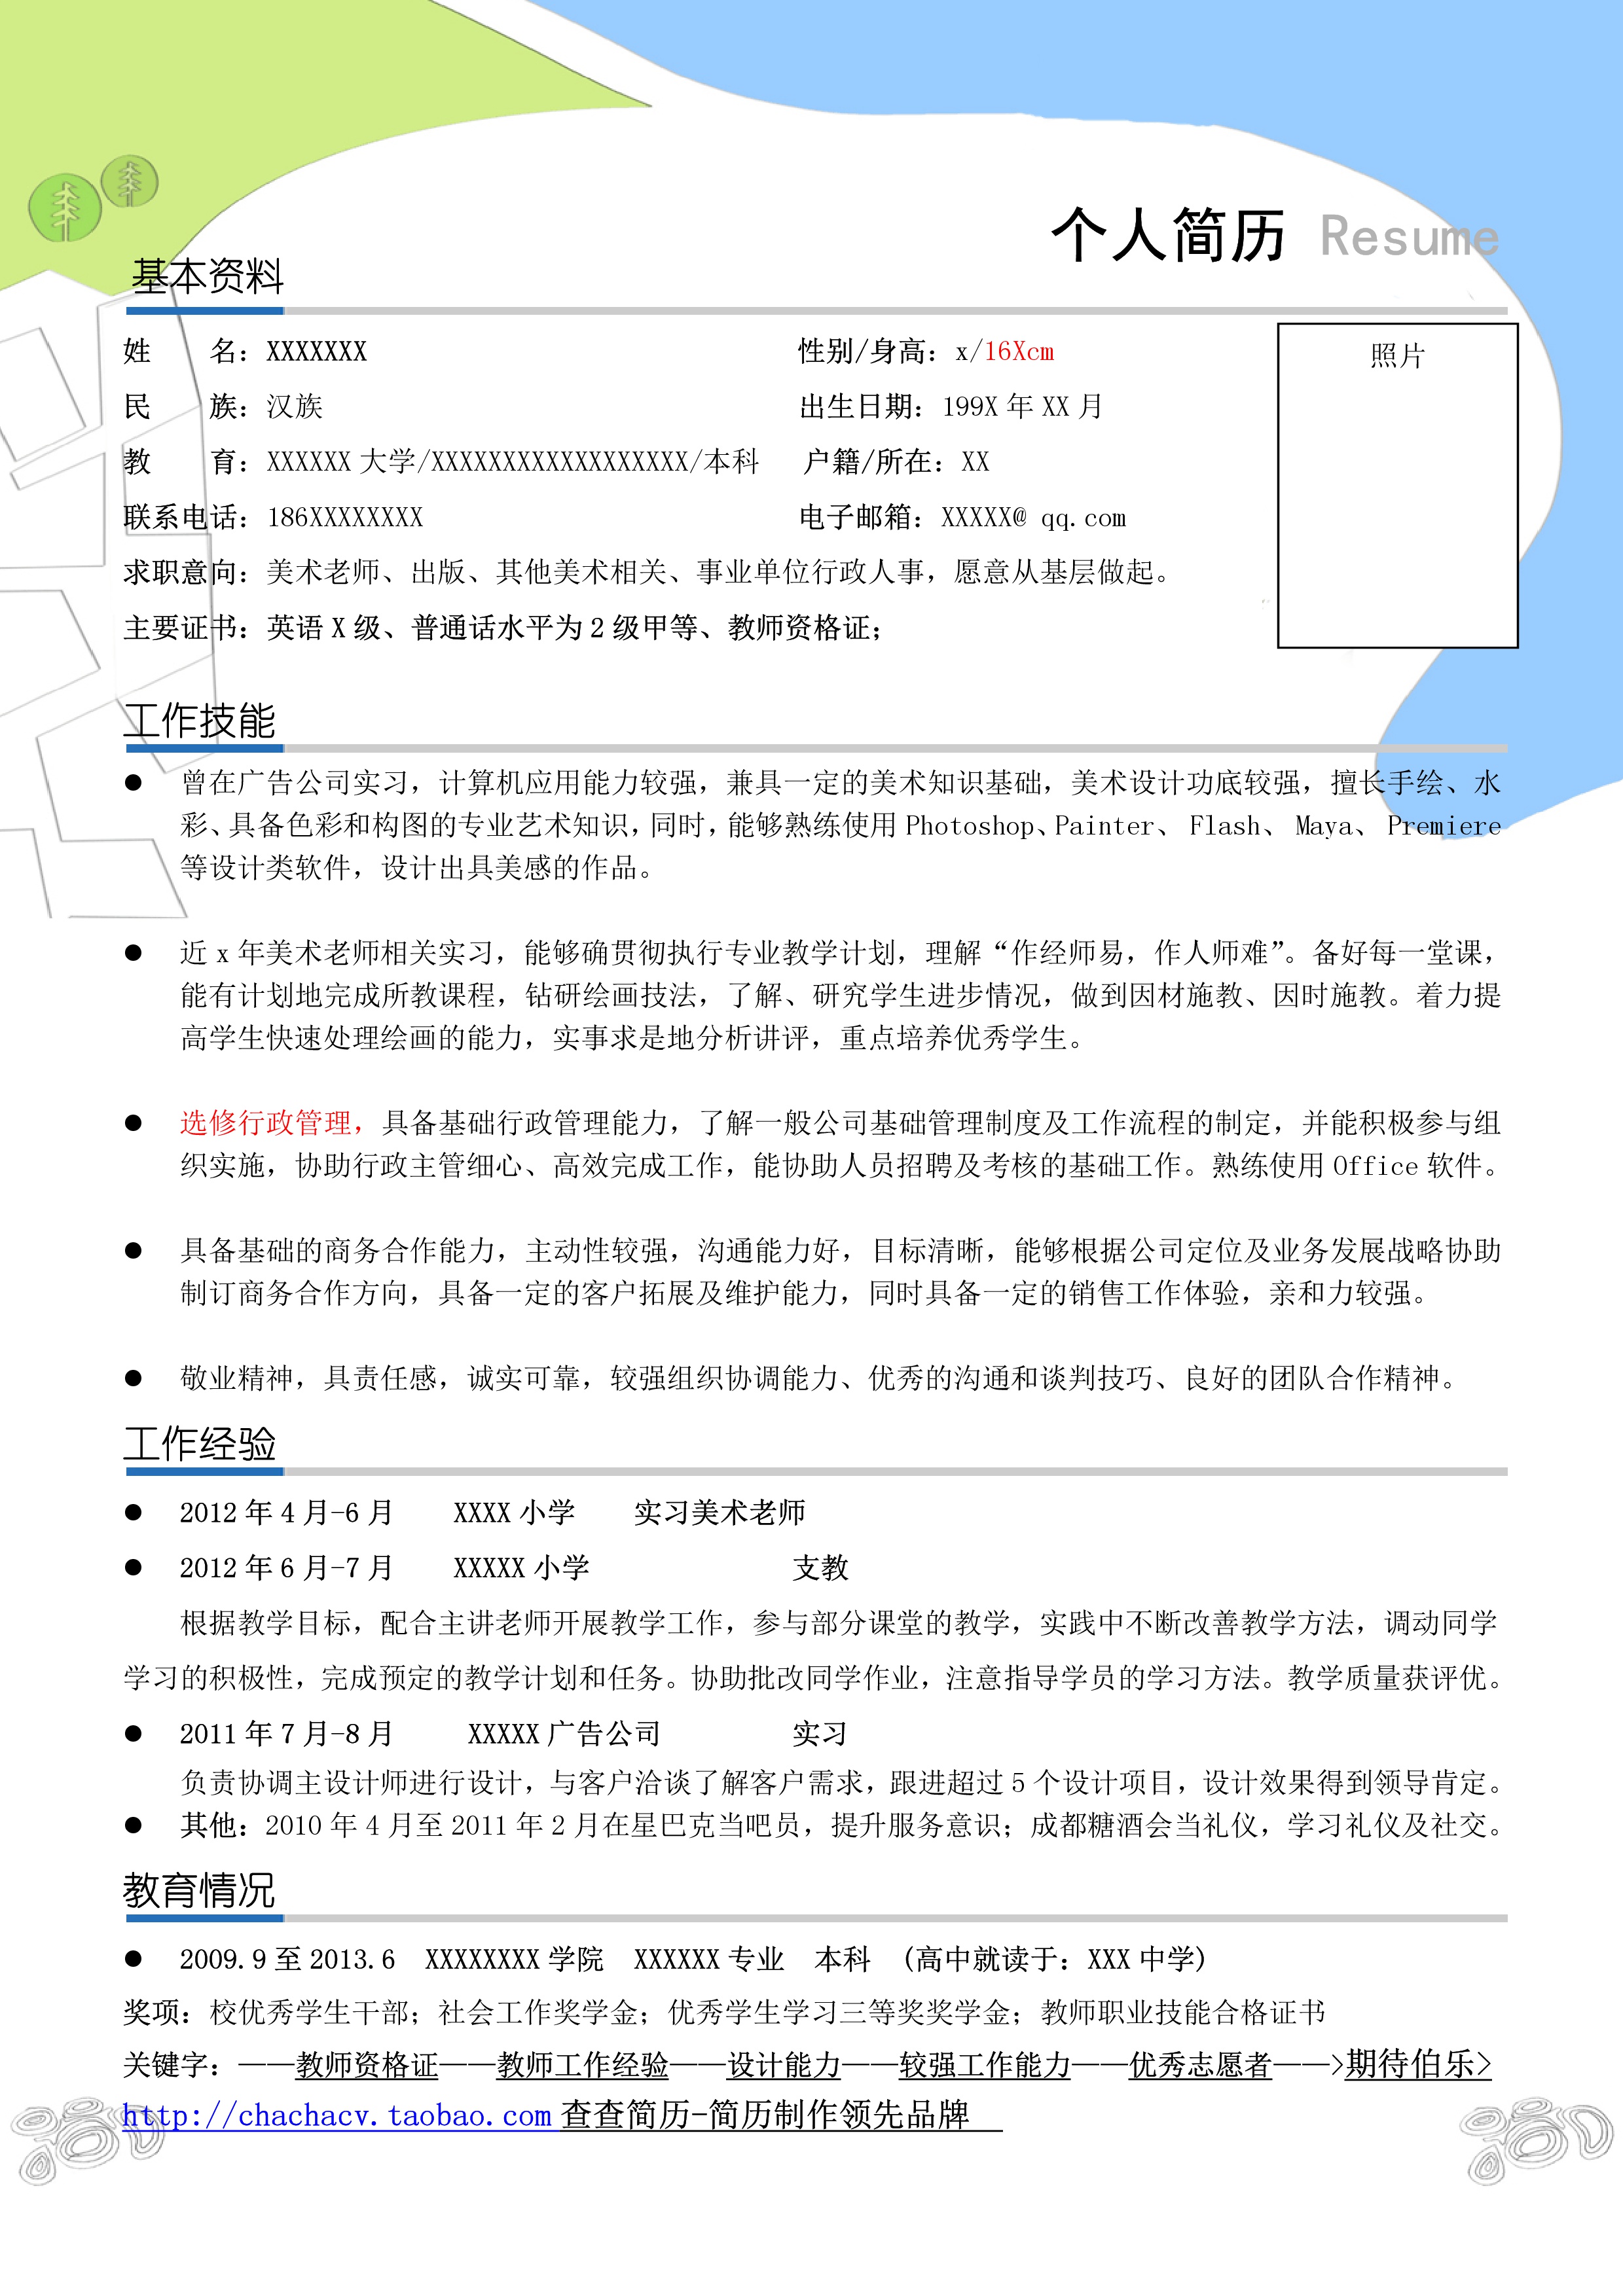 个人简历 Resume
基本资料
姓　　名：XXXXXXX　性别/身高：x/16Xcm
照片
民　　族：汉族　出生日期：199X 年 XX 月
教　　育：XXXXXX 大学/XXXXXXXXXXXXXXXXXX/本科　户籍/所在：XX
联系电话：186XXXXXXXX　电子邮箱：XXXXX@ qq.com
求职意向：美术老师、出版、其他美术相关、事业单位行政人事，愿意从基层做起。
主要证书：英语 X 级、普通话水平为 2 级甲等、教师资格证；
工作技能
● 曾在广告公司实习，计算机应用能力较强，兼具一定的美术知识基础，美术设计功底较强，擅长手绘、水
彩、具备色彩和构图的专业艺术知识，同时，能够熟练使用 Photoshop、Painter、 Flash、 Maya、 Premiere
等设计类软件，设计出具美感的作品。
● 近 x 年美术老师相关实习，能够确贯彻执行专业教学计划，理解“作经师易，作人师难”。备好每一堂课，
能有计划地完成所教课程，钻研绘画技法，了解、研究学生进步情况，做到因材施教、因时施教。着力提
高学生快速处理绘画的能力，实事求是地分析讲评，重点培养优秀学生。
● 选修行政管理，具备基础行政管理能力，了解一般公司基础管理制度及工作流程的制定，并能积极参与组
织实施，协助行政主管细心、高效完成工作，能协助人员招聘及考核的基础工作。熟练使用 Office 软件。
● 具备基础的商务合作能力，主动性较强，沟通能力好，目标清晰，能够根据公司定位及业务发展战略协助
制订商务合作方向，具备一定的客户拓展及维护能力，同时具备一定的销售工作体验，亲和力较强。
● 敬业精神，具责任感，诚实可靠，较强组织协调能力、优秀的沟通和谈判技巧、良好的团队合作精神。
工作经验
● 2012 年 4 月-6 月　XXXX 小学　实习美术老师
● 2012 年 6 月-7 月　XXXXX 小学　支教
根据教学目标，配合主讲老师开展教学工作，参与部分课堂的教学，实践中不断改善教学方法，调动同学
学习的积极性，完成预定的教学计划和任务。协助批改同学作业，注意指导学员的学习方法。教学质量获评优。
● 2011 年 7 月-8 月　XXXXX 广告公司　实习
负责协调主设计师进行设计，与客户洽谈了解客户需求，跟进超过 5 个设计项目，设计效果得到领导肯定。
● 其他：2010 年 4 月至 2011 年 2 月在星巴克当吧员，提升服务意识；成都糖酒会当礼仪，学习礼仪及社交。
教育情况
● 2009.9 至 2013.6　XXXXXXXX 学院　XXXXXX 专业　本科　(高中就读于：XXX 中学)
奖项：校优秀学生干部；社会工作奖学金；优秀学生学习三等奖奖学金；教师职业技能合格证书
关键字：——教师资格证——教师工作经验——设计能力——较强工作能力——优秀志愿者——>期待伯乐>
http://chachacv.taobao.com 查查简历-简历制作领先品牌